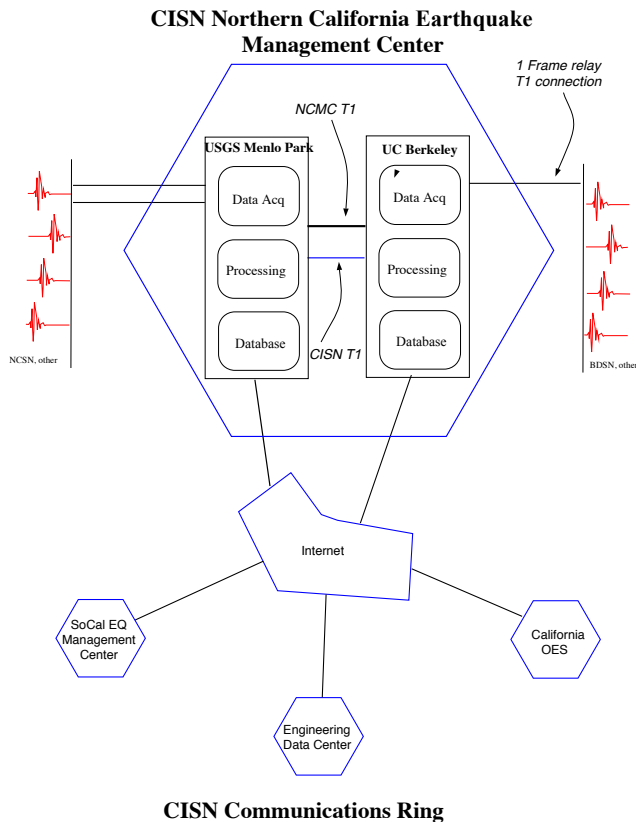 CISN Northern California Earthquake
Management Center
1 Frame relay
T1 connection
NCMC T1
USGS Menlo Park
UC Berkeley
Data Acq
Data Acq
Processing
Processing
Database
Database
CISN T1
NCSN, other
BDSN, other
Internet
SoCal EQ
Management
Center
California
OES
Engineering
Data Center
CISN Communications Ring